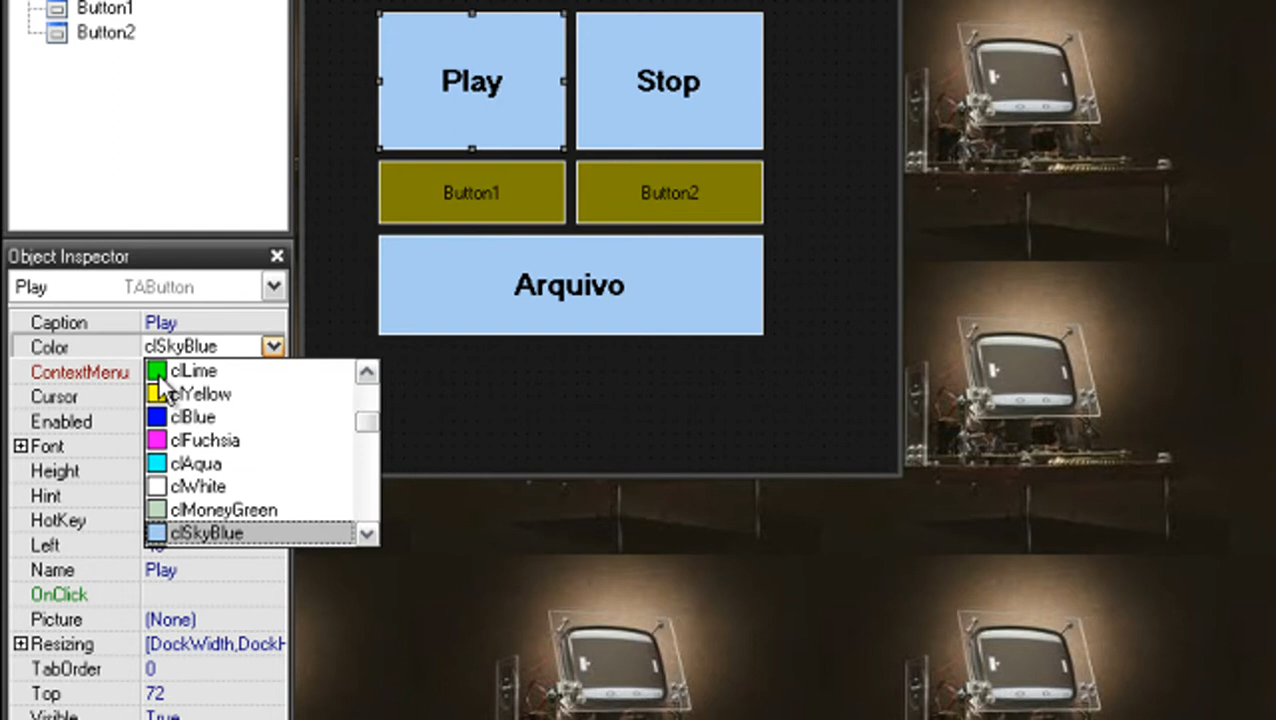 Button1
Button2
Play
Stop
Button1
Button2
Arquivo
Object Inspector
Play TAButton
Caption Play
Color clSkyBlue
ContextMenu
Cursor
Enabled
Font
Height
Hint
HotKey
Left
Name Play
OnClick
Picture (None)
Resizing [DockWidth,DockH
TabOrder 0
Top 72
Visible True
clLime
clYellow
clBlue
clFuchsia
clAqua
clWhite
clMoneyGreen
clSkyBlue